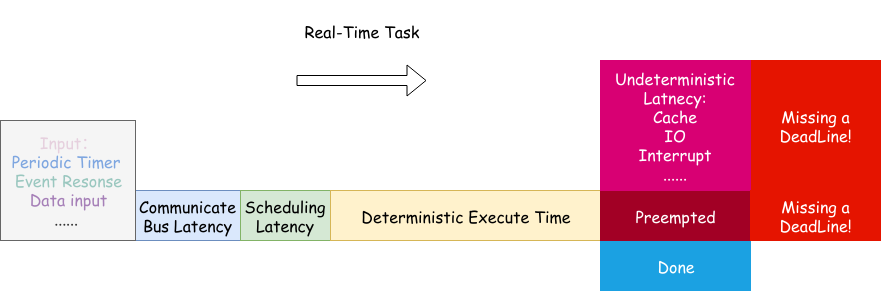 Real-Time Task
Input:
Periodic Timer
Event Resonse
Data input
......
Communicate
Bus Latency
Scheduling
Latency
Deterministic Execute Time
Undeterministic
Latnecy:
Cache
IO
Interrupt
......
Missing a
DeadLine!
Preempted
Missing a
DeadLine!
Done